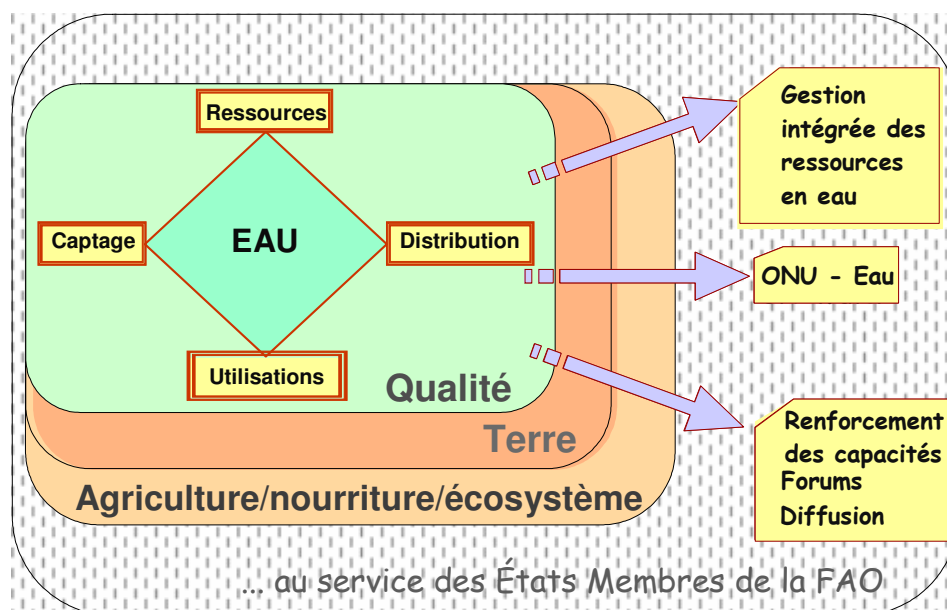 Ressources
Captage
EAU
Distribution
Utilisations
Qualité
Terre
Agriculture/nourriture/écosystème
Gestion
intégrée des
ressources
en eau
ONU - Eau
Renforcement
des capacités
Forums
Diffusion
... au service des États Membres de la FAO